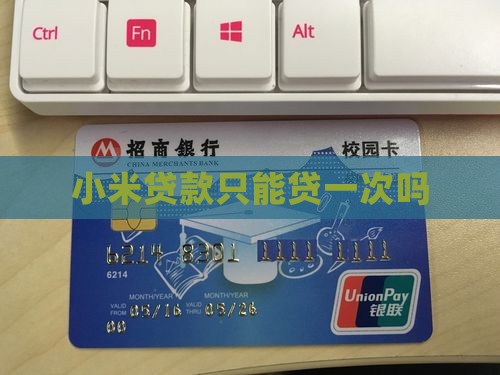 Ctrl
Fn
Alt
招商銀行
CHINA MERCHANTS BANK
校园卡
小米贷款只能贷一次吗
6214 8301 1111 1111
6214
MONTH/YEAR
MONTH/YEAR
VALID FROM 05/16 VALID THRU 05/26
00
UnionPay
银联